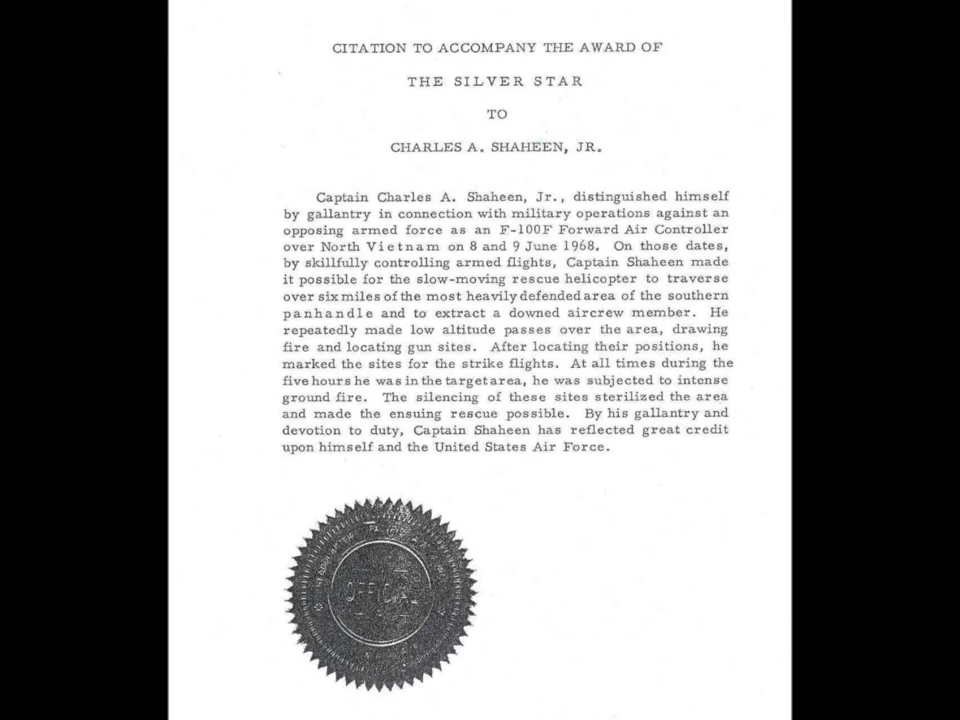 CITATION TO ACCOMPANY THE AWARD OF
THE SILVER STAR
TO
CHARLES A. SHAHEEN, JR.
Captain Charles A. Shaheen, Jr., distinguished himself
by gallantry in connection with military operations against an
opposing armed force as an F-100F Forward Air Controller
over North Vietnam on 8 and 9 June 1968. On those dates,
by skillfully controlling armed flights, Captain Shaheen made
it possible for the slow-moving rescue helicopter to traverse
over six miles of the most heavily defended area of the southern
panhandle and to extract a downed aircrew member. He
repeatedly made low altitude passes over the area, drawing
fire and locating gun sites. After locating their positions, he
marked the sites for the strike flights. At all times during the
five hours he was in the target area, he was subjected to intense
ground fire. The silencing of these sites sterilized the area
and made the ensuing rescue possible. By his gallantry and
devotion to duty, Captain Shaheen has reflected great credit
upon himself and the United States Air Force.
OFFICIAL